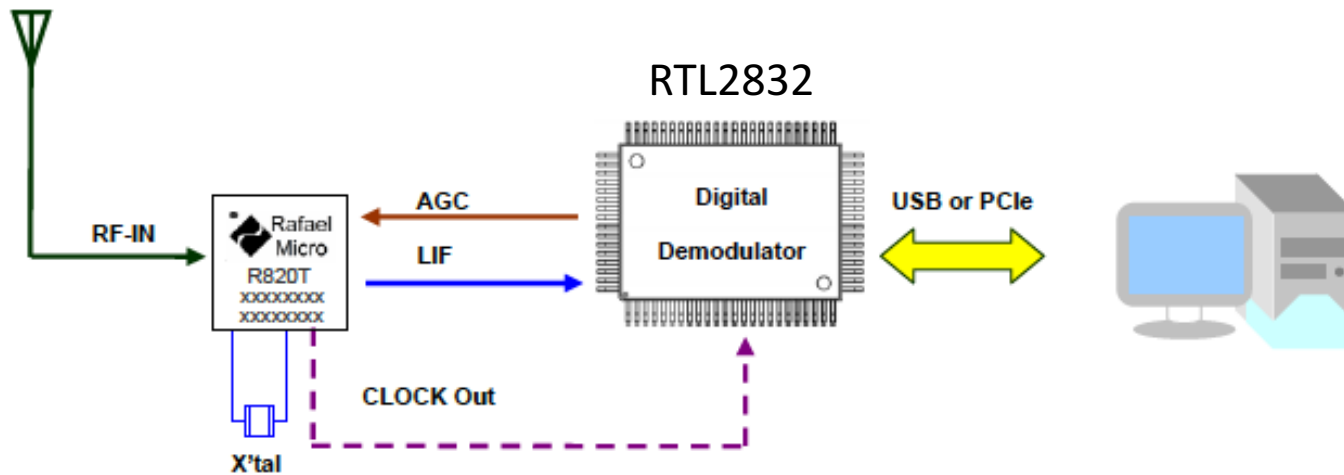 RTL2832
AGC
Digital
USB or PCIe
RF-IN
Rafael
Micro
LIF
Demodulator
R820T
XXXXXXXX
XXXXXXXX
CLOCK Out
X'tal